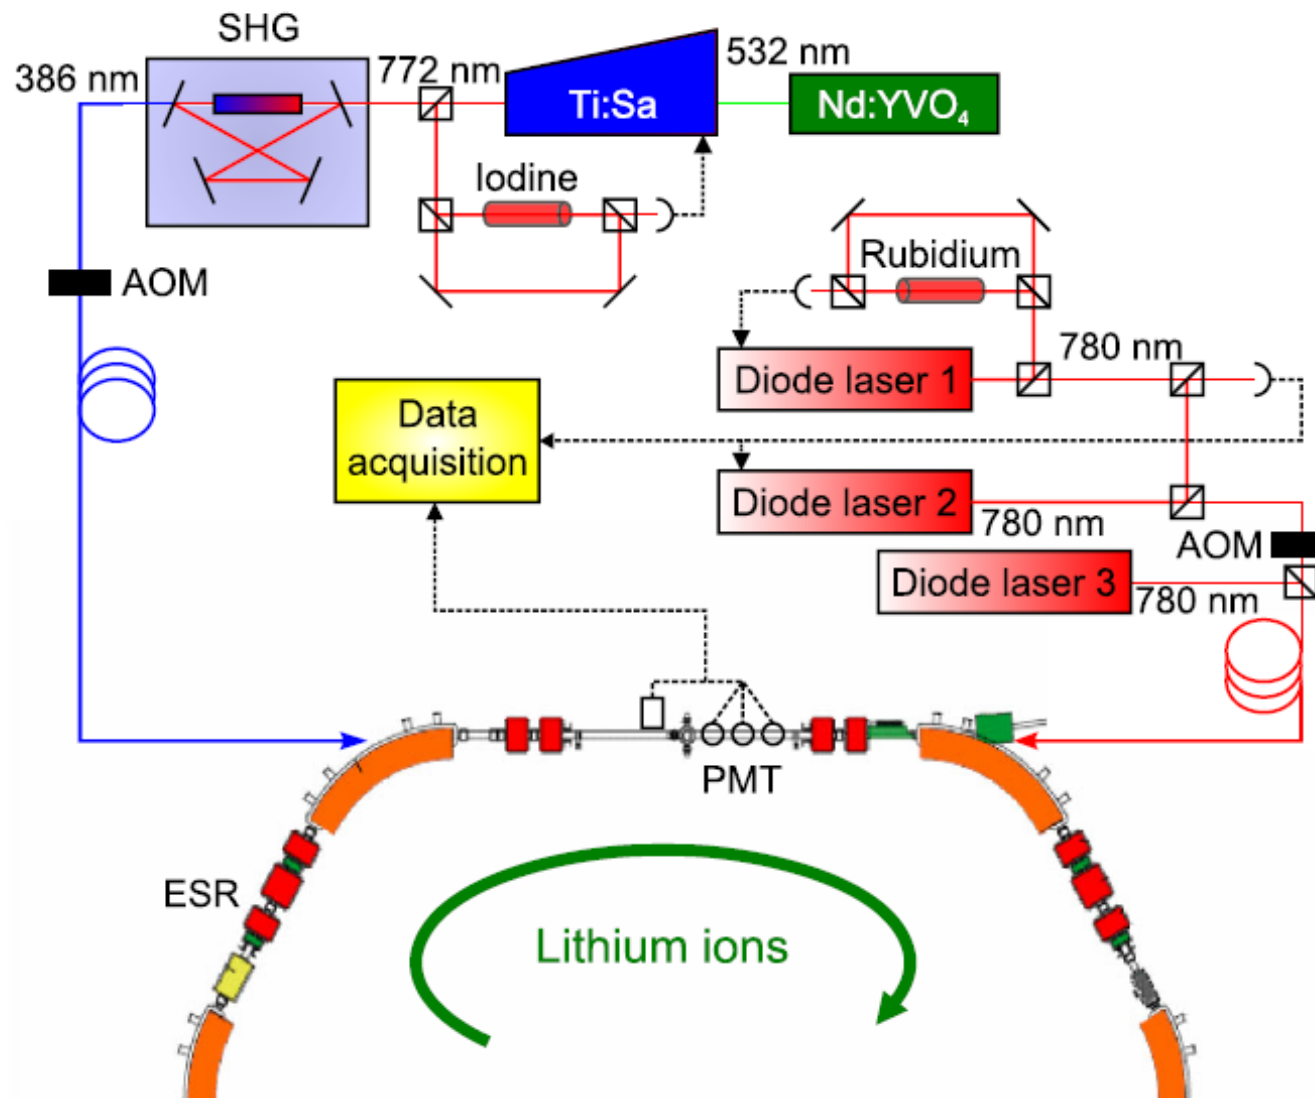 SHG
386 nm
772 nm
532 nm
Ti:Sa
Nd:YVO₄
Iodine
AOM
Rubidium
780 nm
Diode laser 1
Data
acquisition
Diode laser 2
780 nm
AOM
Diode laser 3
780 nm
PMT
ESR
Lithium ions